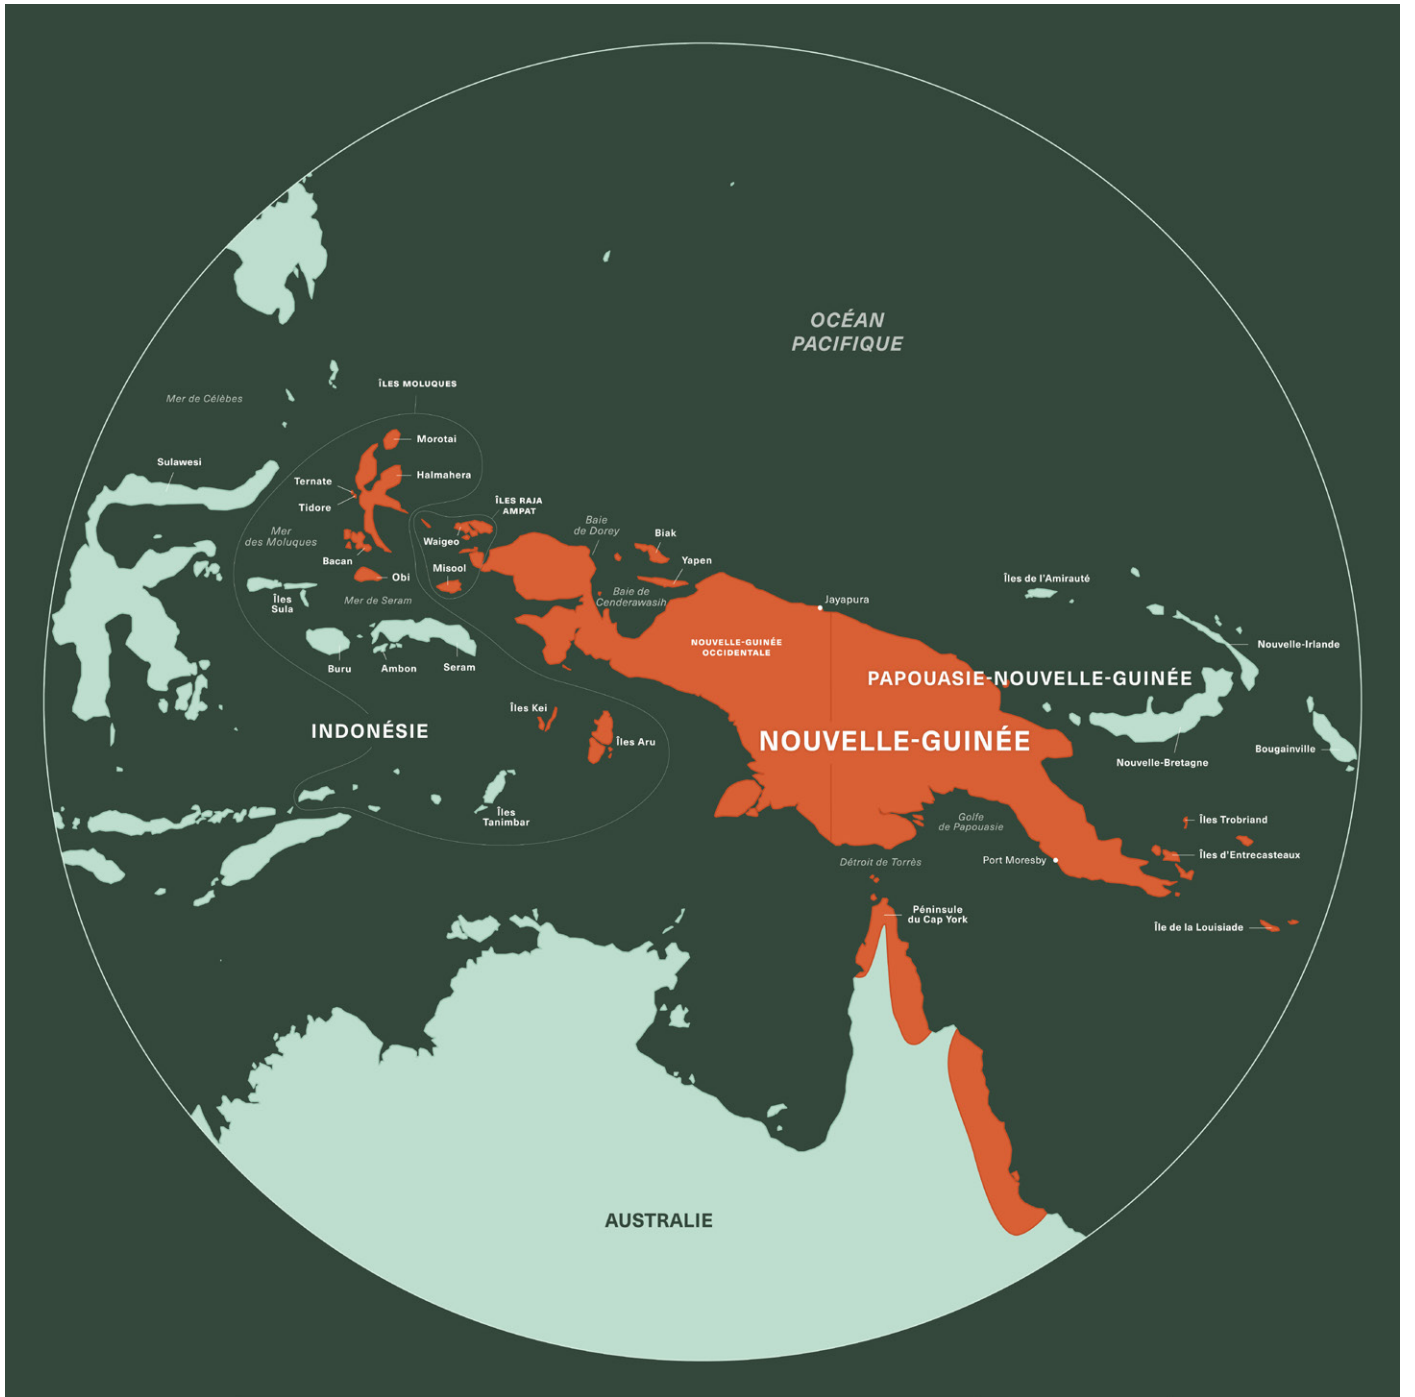 OCÉAN
PACIFIQUE
ÎLES MOLUQUES
Mer de Célèbes
Morotai
Sulawesi
Halmahera
Ternate
Tidore
ÎLES RAJA
AMPAT
Baie
de Dorey
Biak
Mer
des Moluques
Waigeo
Bacan
Yapen
Misool
Obi
Îles de l'Amirauté
Baie de
Cenderawasih
Îles
Sula
Mer de Seram
Jayapura
NOUVELLE-GUINÉE
OCCIDENTALE
Nouvelle-Irlande
Buru
Ambon
Seram
PAPOUASIE-NOUVELLE-GUINÉE
Îles Kei
INDONÉSIE
Îles Aru
NOUVELLE-GUINÉE
Bougainville
Nouvelle-Bretagne
Îles
Tanimbar
Golfe
de Papouasie
Îles Trobriand
Îles d'Entrecasteaux
Détroit de Torrès
Port Moresby
Péninsule
du Cap York
Île de la Louisiade
AUSTRALIE